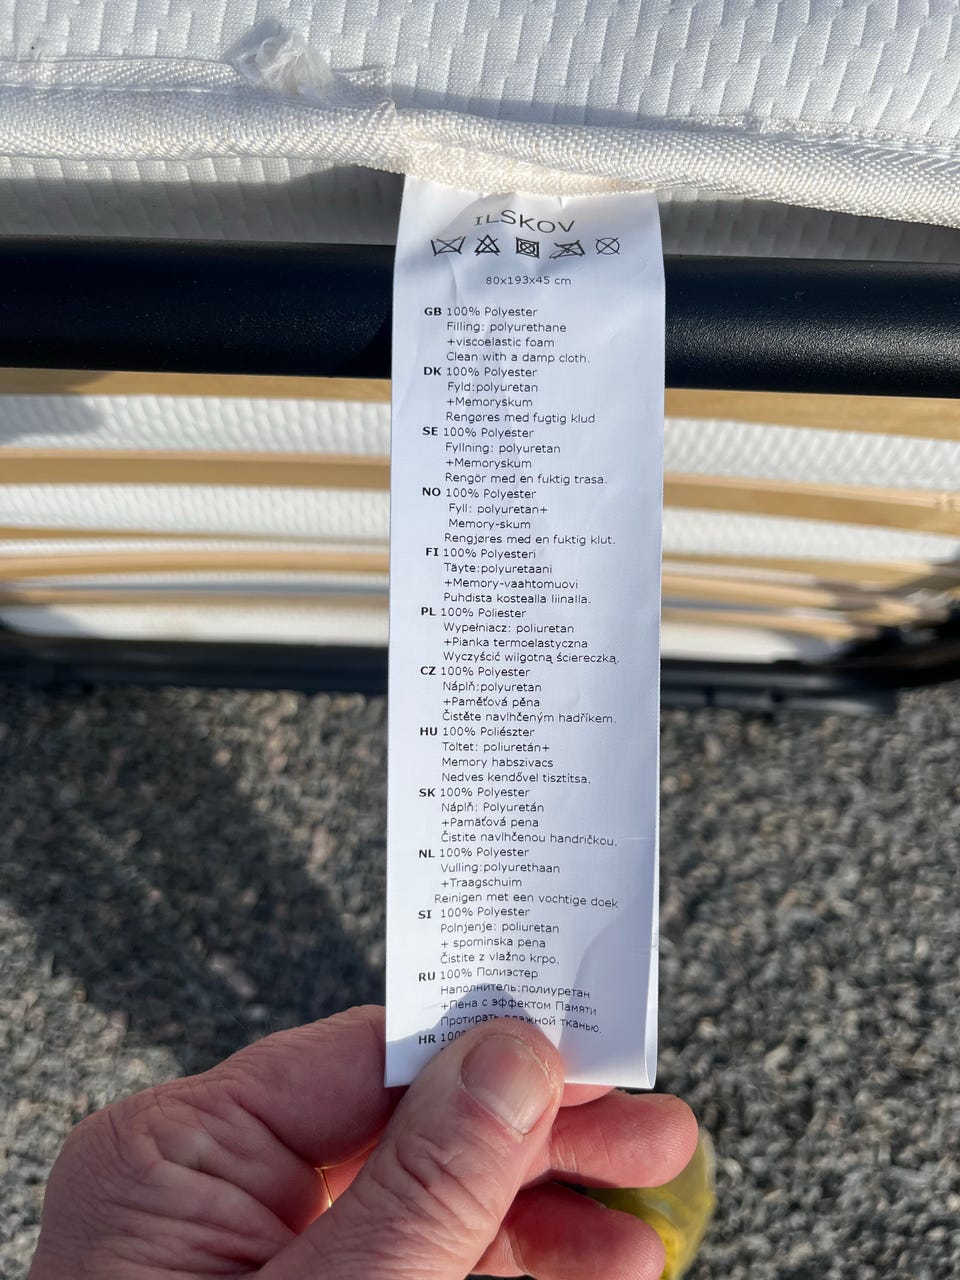 ILSKOV
80x193x45 cm
GB 100% Polyester
Filling: polyurethane
+viscoelastic foam
Clean with a damp cloth.
DK 100% Polyester
Fyld:polyuretan
+Memoryskum
Rengøres med fugtig klud
SE 100% Polyester
Fyllning: polyuretan
+Memoryskum
Rengör med en fuktig trasa.
NO 100% Polyester
Fyll: polyuretan+
Memory-skum
Rengjøres med en fuktig klut.
FI 100% Polyesteri
Täyte:polyuretaani
+Memory-vaahtomuovi
Puhdista kostealla liinalla.
PL 100% Poliester
Wypełniacz: poliuretan
+Pianka termoelastyczna
Wyczyścić wilgotną ściereczką.
CZ 100% Polyester
Náplň:polyuretan
+Paměťová pěna
Čistěte navlhčeným hadříkem.
HU 100% Poliészter
Töltet: poliuretán+
Memory habszivacs
Nedves kendővel tisztítsa.
SK 100% Polyester
Náplň: Polyuretán
+Pamäťová pena
Čistite navlhčenou handričkou.
NL 100% Polyester
Vulling:polyurethaan
+Traagschuim
Reinigen met een vochtige doek
SI 100% Polyester
Polnjenje: poliuretan
+ spominska pena
Čistite z vlažno krpo.
RU 100% Полиэстер
Наполнитель:полиуретан
+Пена с эффектом Памяти
Протирать влажной тканью.
HR 100%